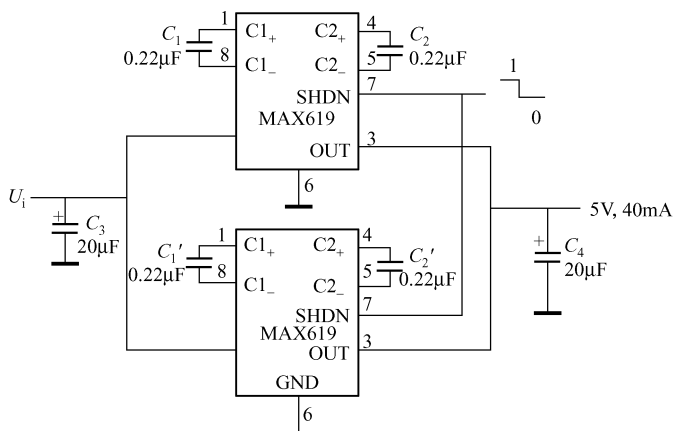 1
C1+
C2+
4
C1
C2
0.22µF
8
C1−
C2−
5
0.22µF
7
SHDN
1
0
MAX619
OUT
3
6
Ui
+
C3
20µF
5V, 40mA
+
C4
20µF
1
C1+
C2+
4
C1′
C2′
0.22µF
8
C1−
C2−
5
0.22µF
7
SHDN
MAX619
OUT
3
GND
6